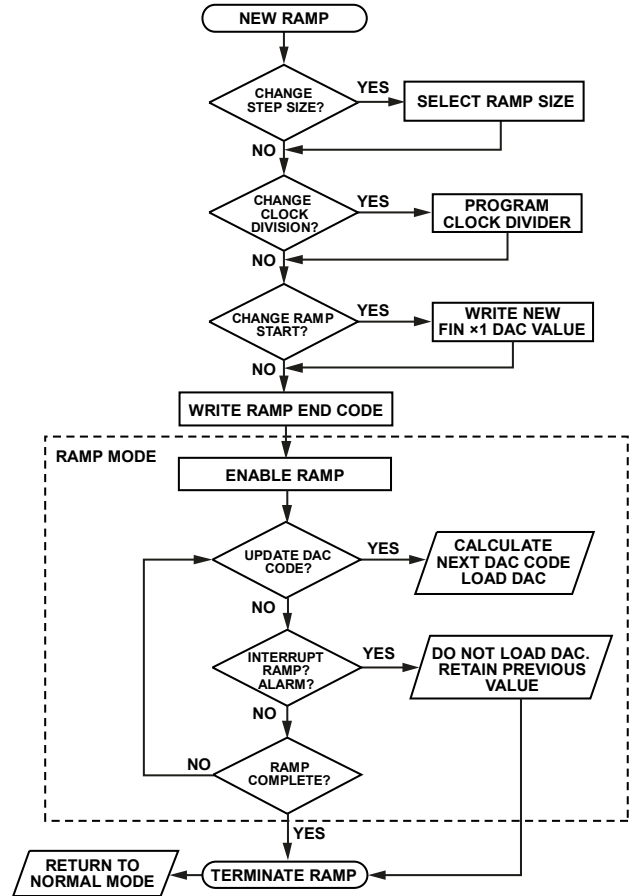 NEW RAMP
CHANGE
STEP SIZE?
YES
SELECT RAMP SIZE
NO
CHANGE
CLOCK
DIVISION?
YES
PROGRAM
CLOCK DIVIDER
NO
CHANGE RAMP
START?
YES
WRITE NEW
FIN ×1 DAC VALUE
NO
WRITE RAMP END CODE
RAMP MODE
ENABLE RAMP
UPDATE DAC
CODE?
YES
CALCULATE
NEXT DAC CODE
LOAD DAC
NO
INTERRUPT
RAMP?
ALARM?
YES
DO NOT LOAD DAC.
RETAIN PREVIOUS
VALUE
NO
RAMP
COMPLETE?
NO
YES
TERMINATE RAMP
RETURN TO
NORMAL MODE